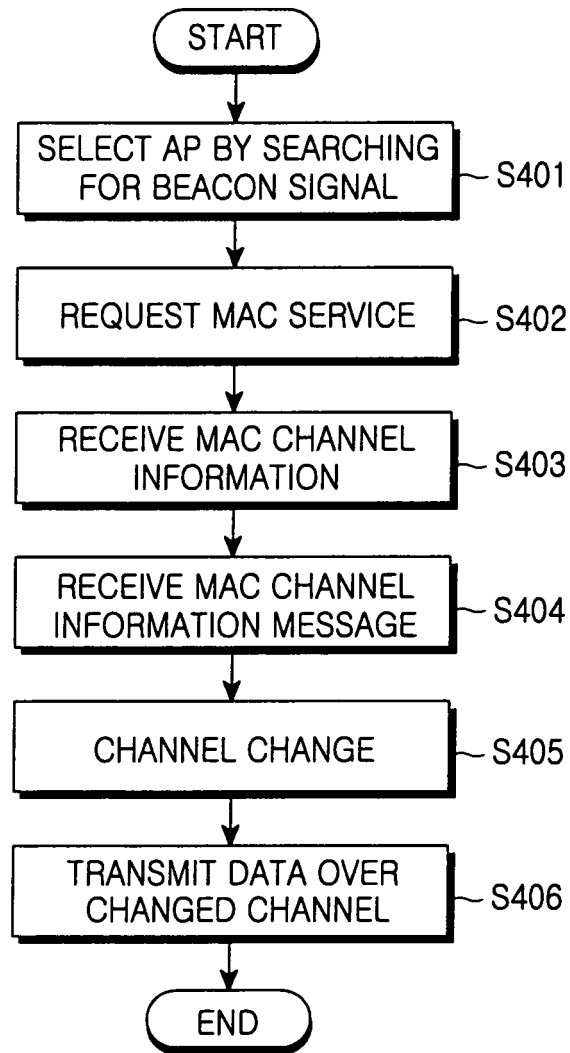 START
SELECT AP BY SEARCHING
FOR BEACON SIGNAL
S401
REQUEST MAC SERVICE
S402
RECEIVE MAC CHANNEL
INFORMATION
S403
RECEIVE MAC CHANNEL
INFORMATION MESSAGE
S404
CHANNEL CHANGE
S405
TRANSMIT DATA OVER
CHANGED CHANNEL
S406
END